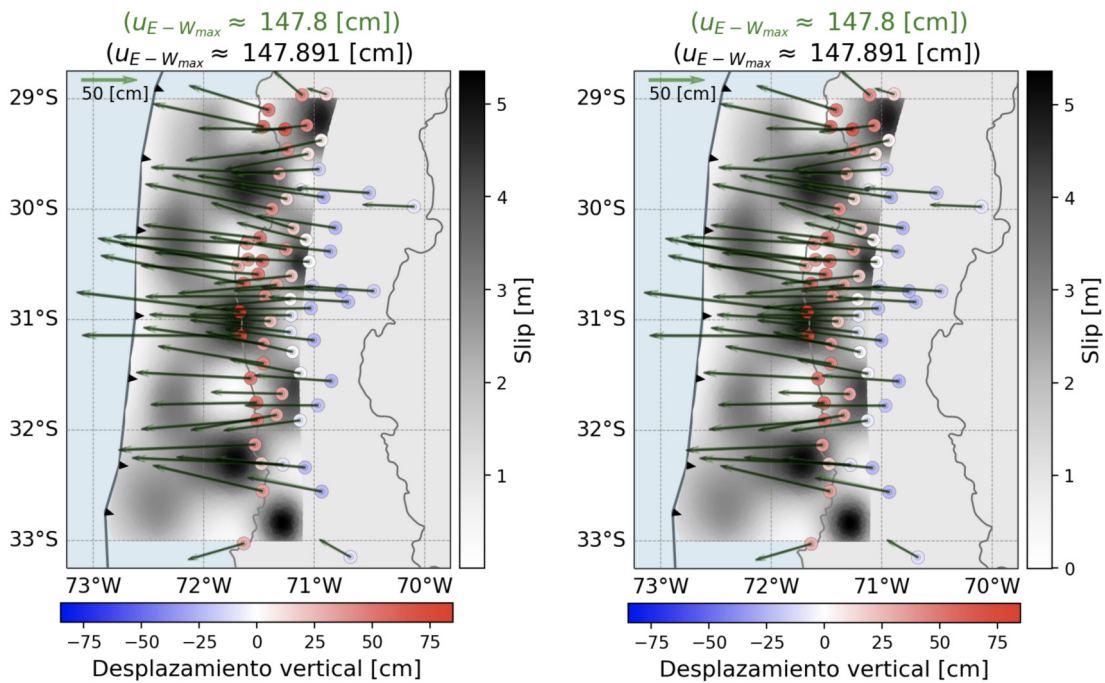 (u_{E−W_{max}} ≈ 147.8 [cm])
(u_{E−W_{max}} ≈ 147.891 [cm])
50 [cm]
29°S
30°S
31°S
32°S
33°S
73°W 72°W 71°W 70°W
5
4
3
2
1
Slip [m]
−75 −50 −25 0 25 50 75
Desplazamiento vertical [cm]
(u_{E−W_{max}} ≈ 147.8 [cm])
(u_{E−W_{max}} ≈ 147.891 [cm])
50 [cm]
29°S
30°S
31°S
32°S
33°S
73°W 72°W 71°W 70°W
5
4
3
2
1
0
Slip [m]
−75 −50 −25 0 25 50 75
Desplazamiento vertical [cm]